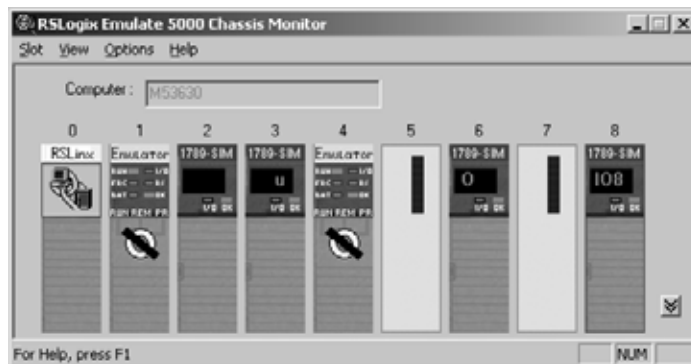 RSLogix Emulate 5000 Chassis Monitor
Slot View Options Help
Computer : M53630
0 1 2 3 4 5 6 7 8
RSLinx Emulator 1789-SIM 1789-SIM Emulator 1789-SIM 1789-SIM
u O IO8
RUN REM PR RUN REM PR
For Help, press F1 NUM